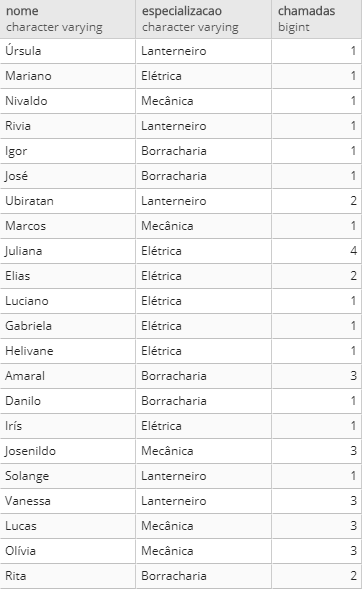 nome especializacao chamadas
character varying character varying bigint
Úrsula Lanterneiro 1
Mariano Elétrica 1
Nivaldo Mecânica 1
Rivia Lanterneiro 1
Igor Borracharia 1
José Borracharia 1
Ubiratan Lanterneiro 2
Marcos Mecânica 1
Juliana Elétrica 4
Elias Elétrica 2
Luciano Elétrica 1
Gabriela Elétrica 1
Helivane Elétrica 1
Amaral Borracharia 3
Danilo Borracharia 1
Irís Elétrica 1
Josenildo Mecânica 3
Solange Lanterneiro 1
Vanessa Lanterneiro 3
Lucas Mecânica 3
Olívia Mecânica 3
Rita Borracharia 2